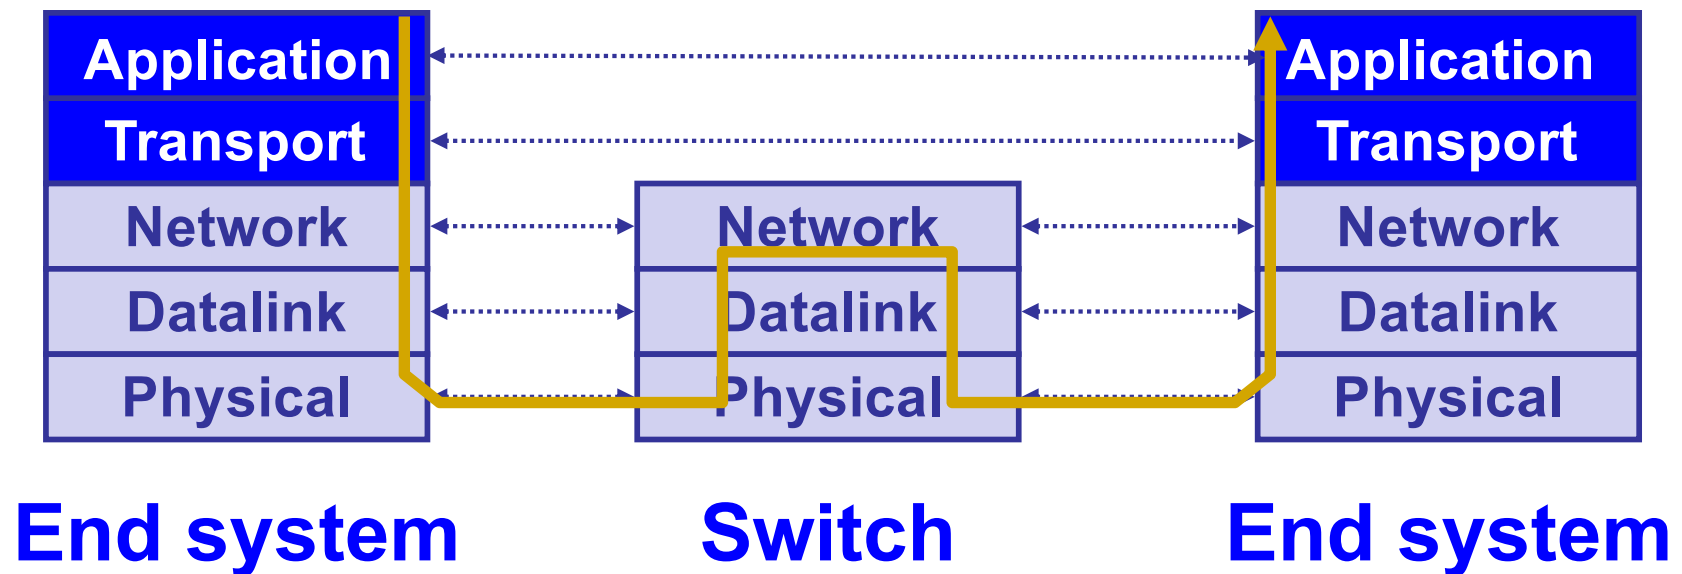 Application
Application
Transport
Transport
Network
Network
Network
Datalink
Datalink
Datalink
Physical
Physical
Physical
End system
Switch
End system